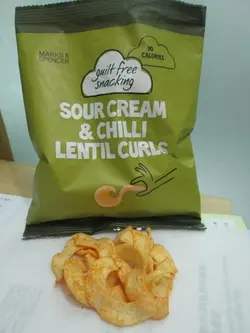 MARKS &
SPENCER
90
CALORIES
guilt free
snacking
SOUR CREAM
& CHILLI
LENTIL CURLS